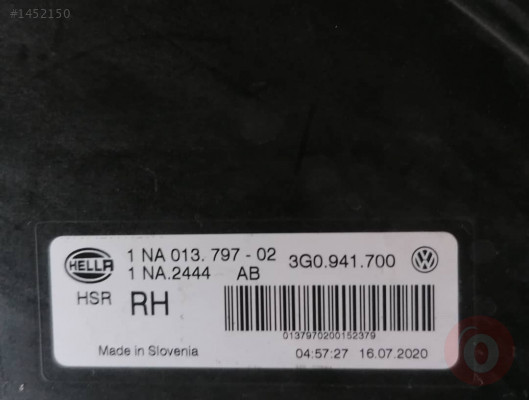 #1452150
HELLA
1 NA 013. 797 - 02 3G0.941.700
1 NA.2444 AB
HSR RH
0137970200152379
Made in Slovenia 04:57:27 16.07.2020